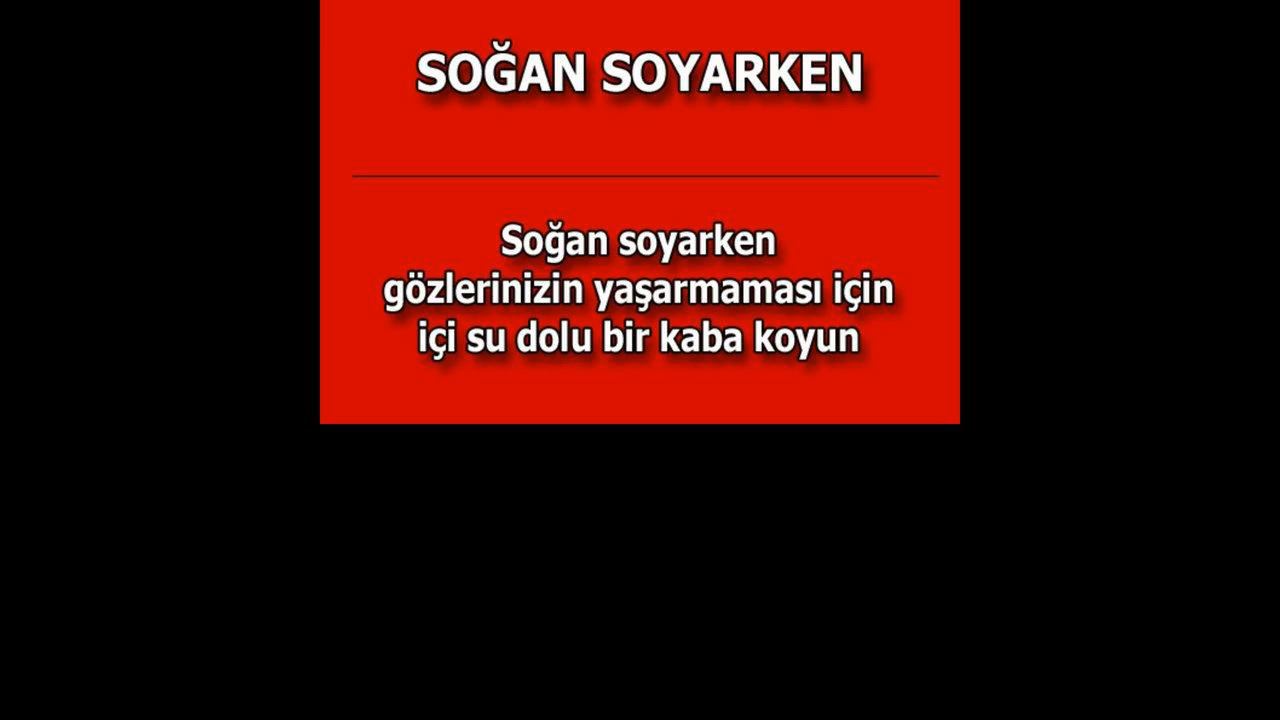 SOĞAN SOYARKEN
Soğan soyarken
gözlerinizin yaşarmaması için
içi su dolu bir kaba koyun